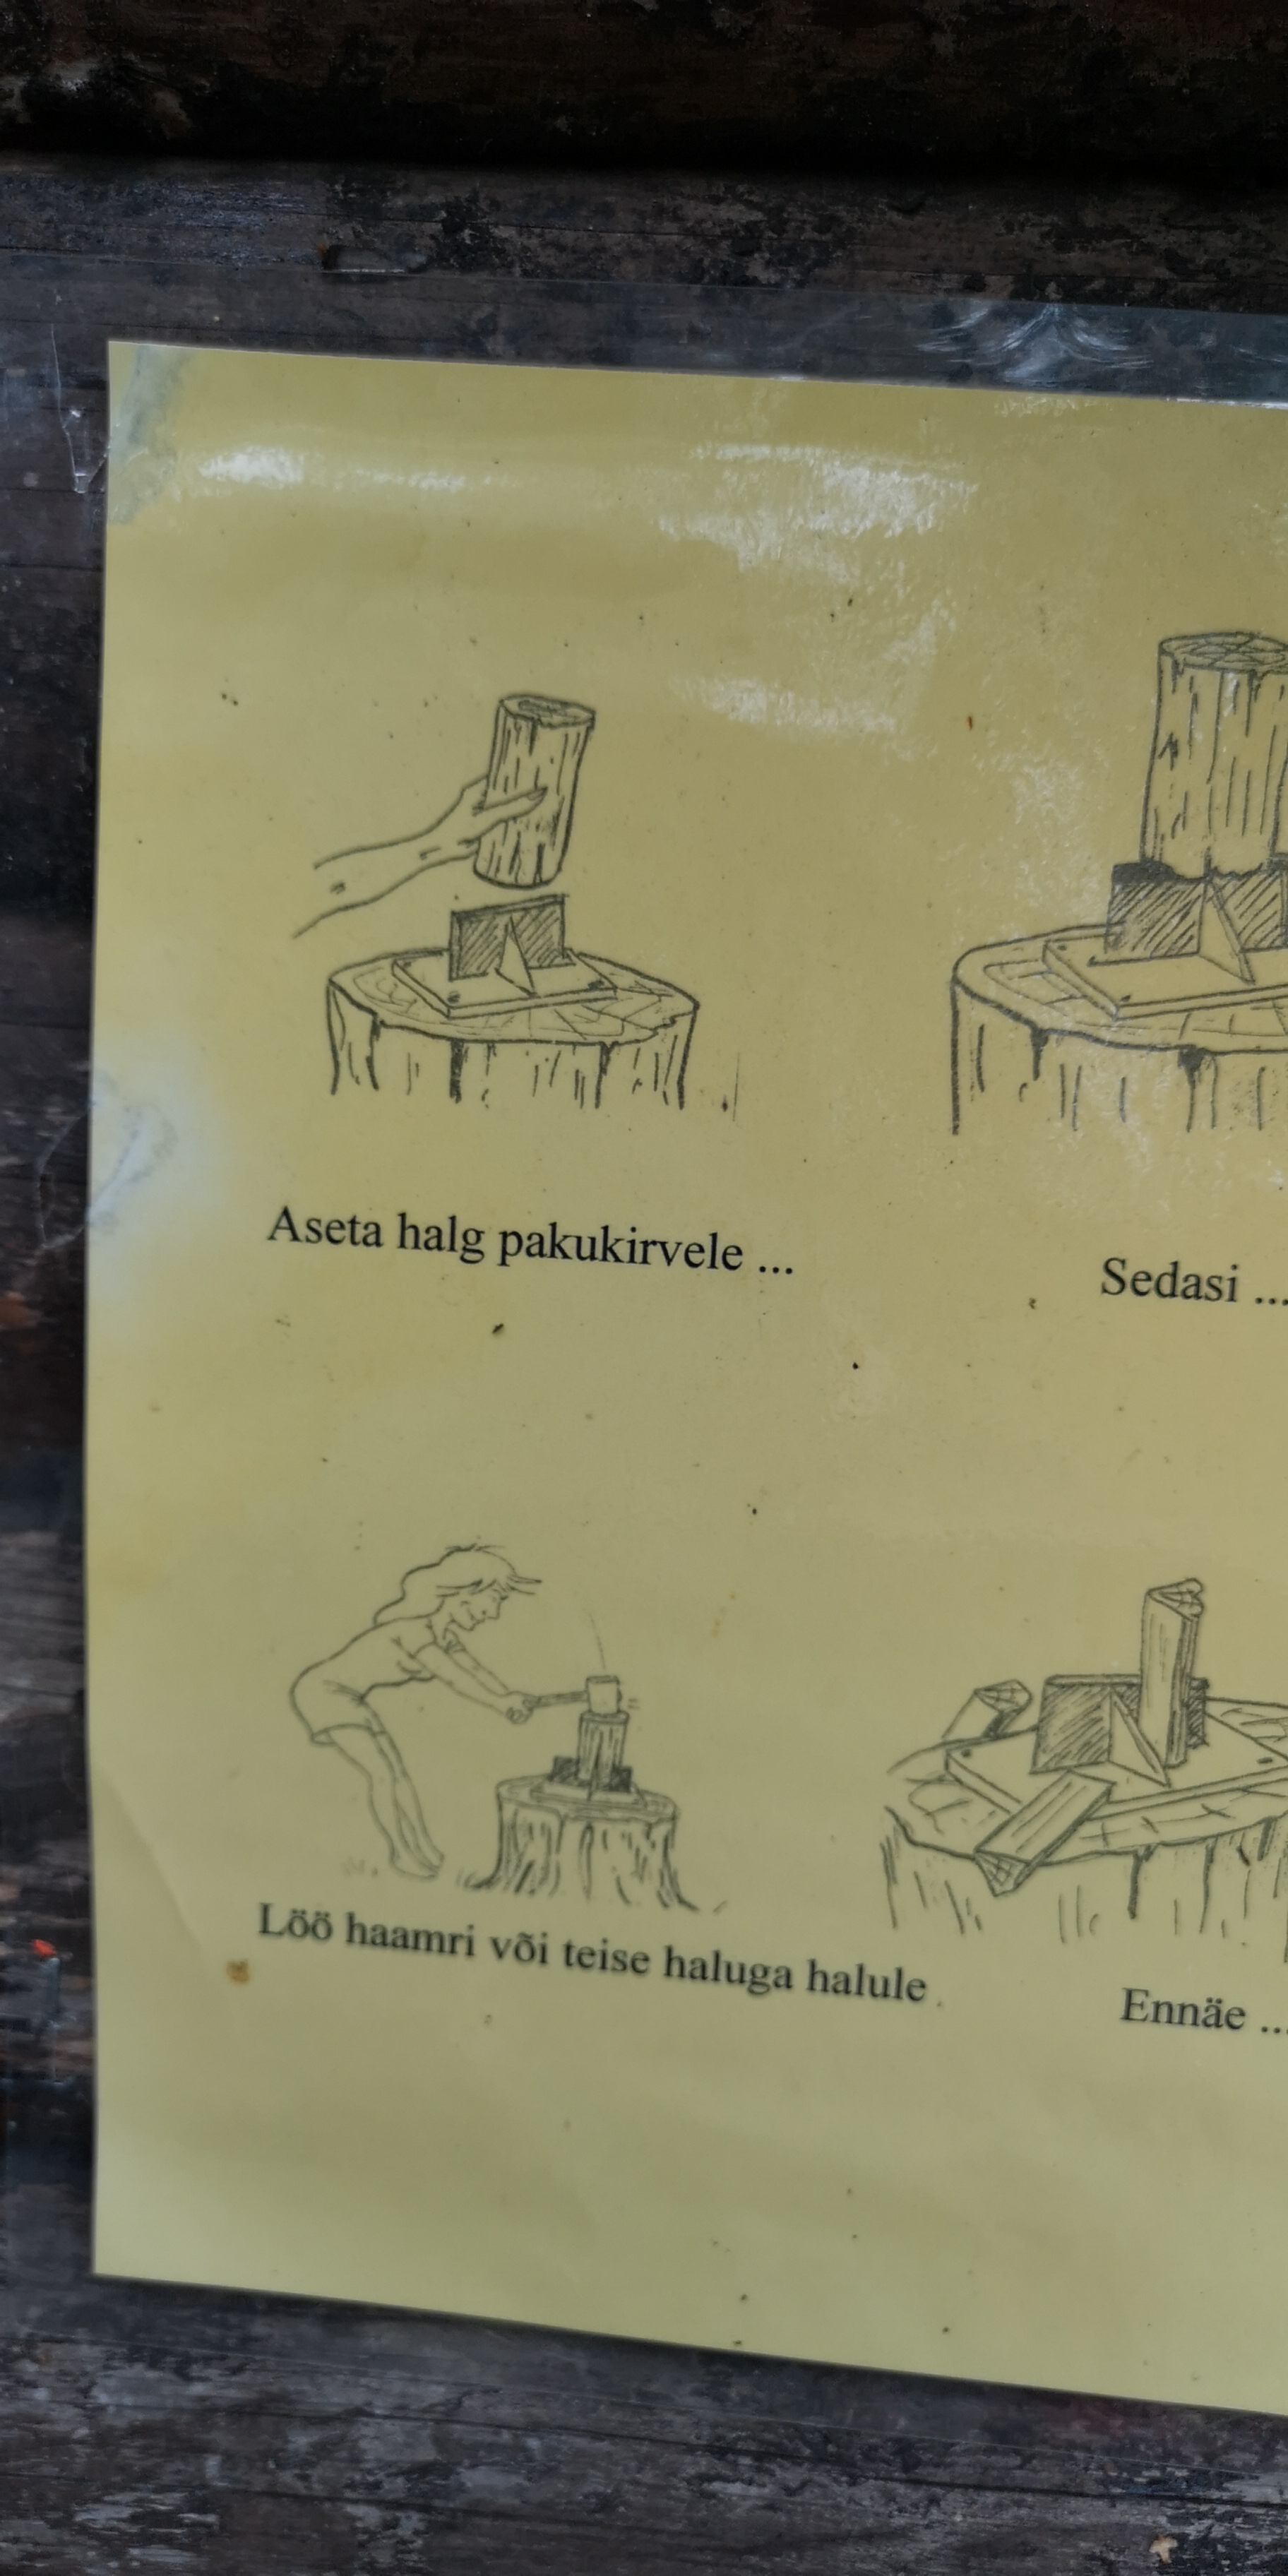 Aseta halg pakukirvele ...
Sedasi ...
Löö haamri või teise haluga halule
Ennäe ...